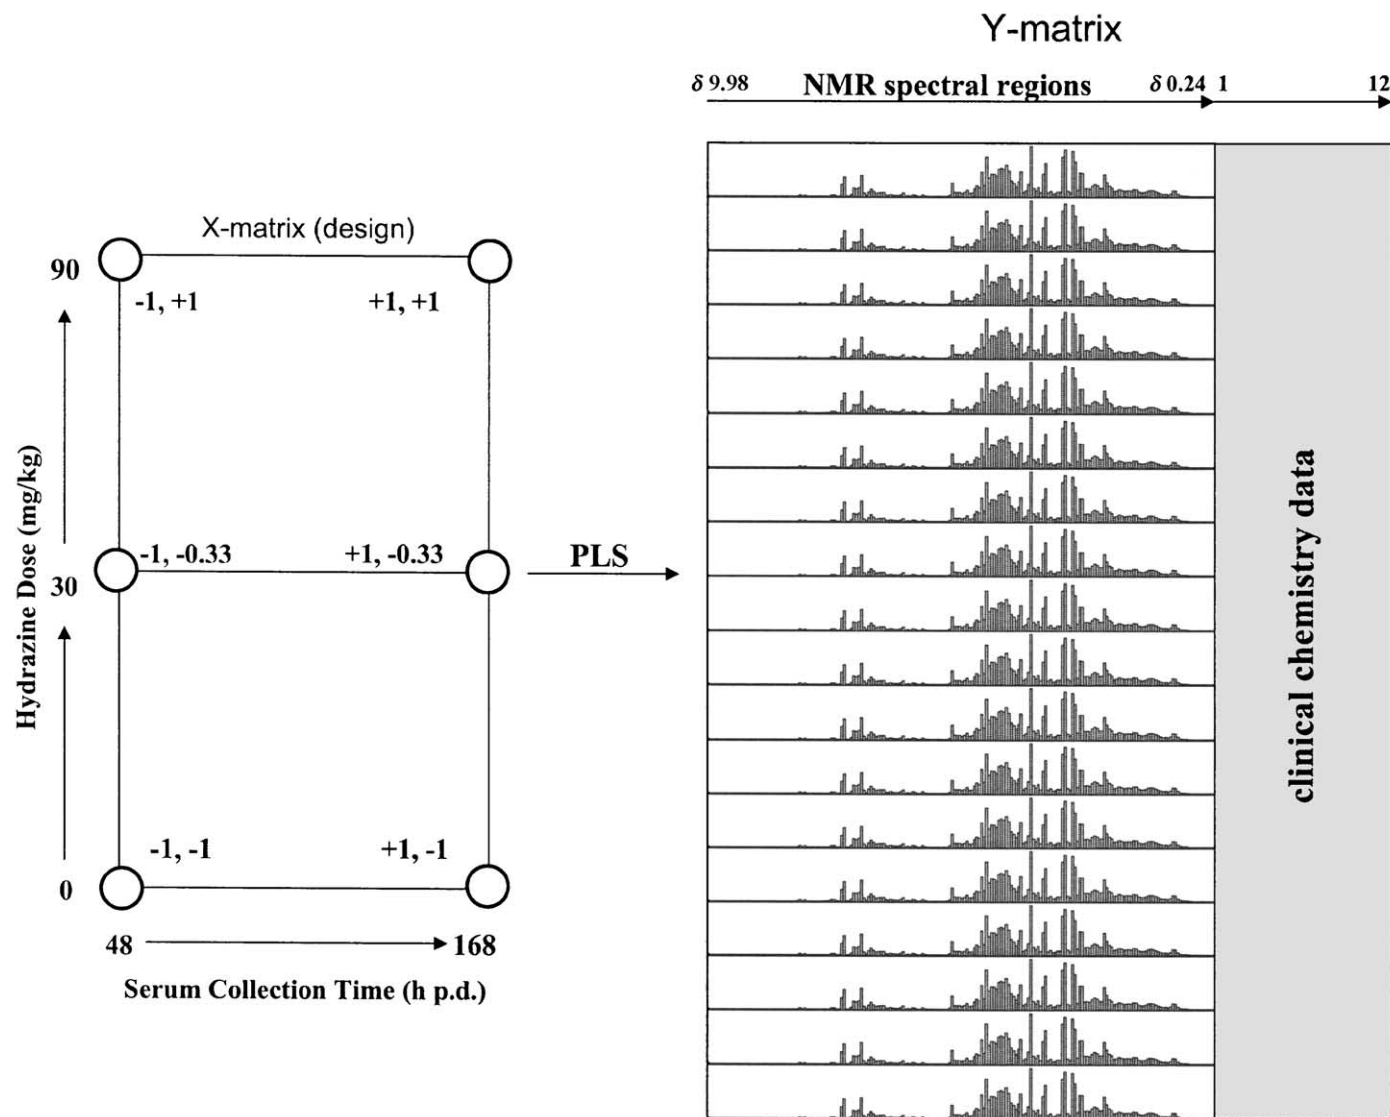 Y-matrix
δ 9.98 NMR spectral regions δ 0.24 1 12
X-matrix (design)
90
-1, +1 +1, +1
Hydrazine Dose (mg/kg)
-1, -0.33 +1, -0.33
30
PLS
clinical chemistry data
-1, -1 +1, -1
0
48 168
Serum Collection Time (h p.d.)